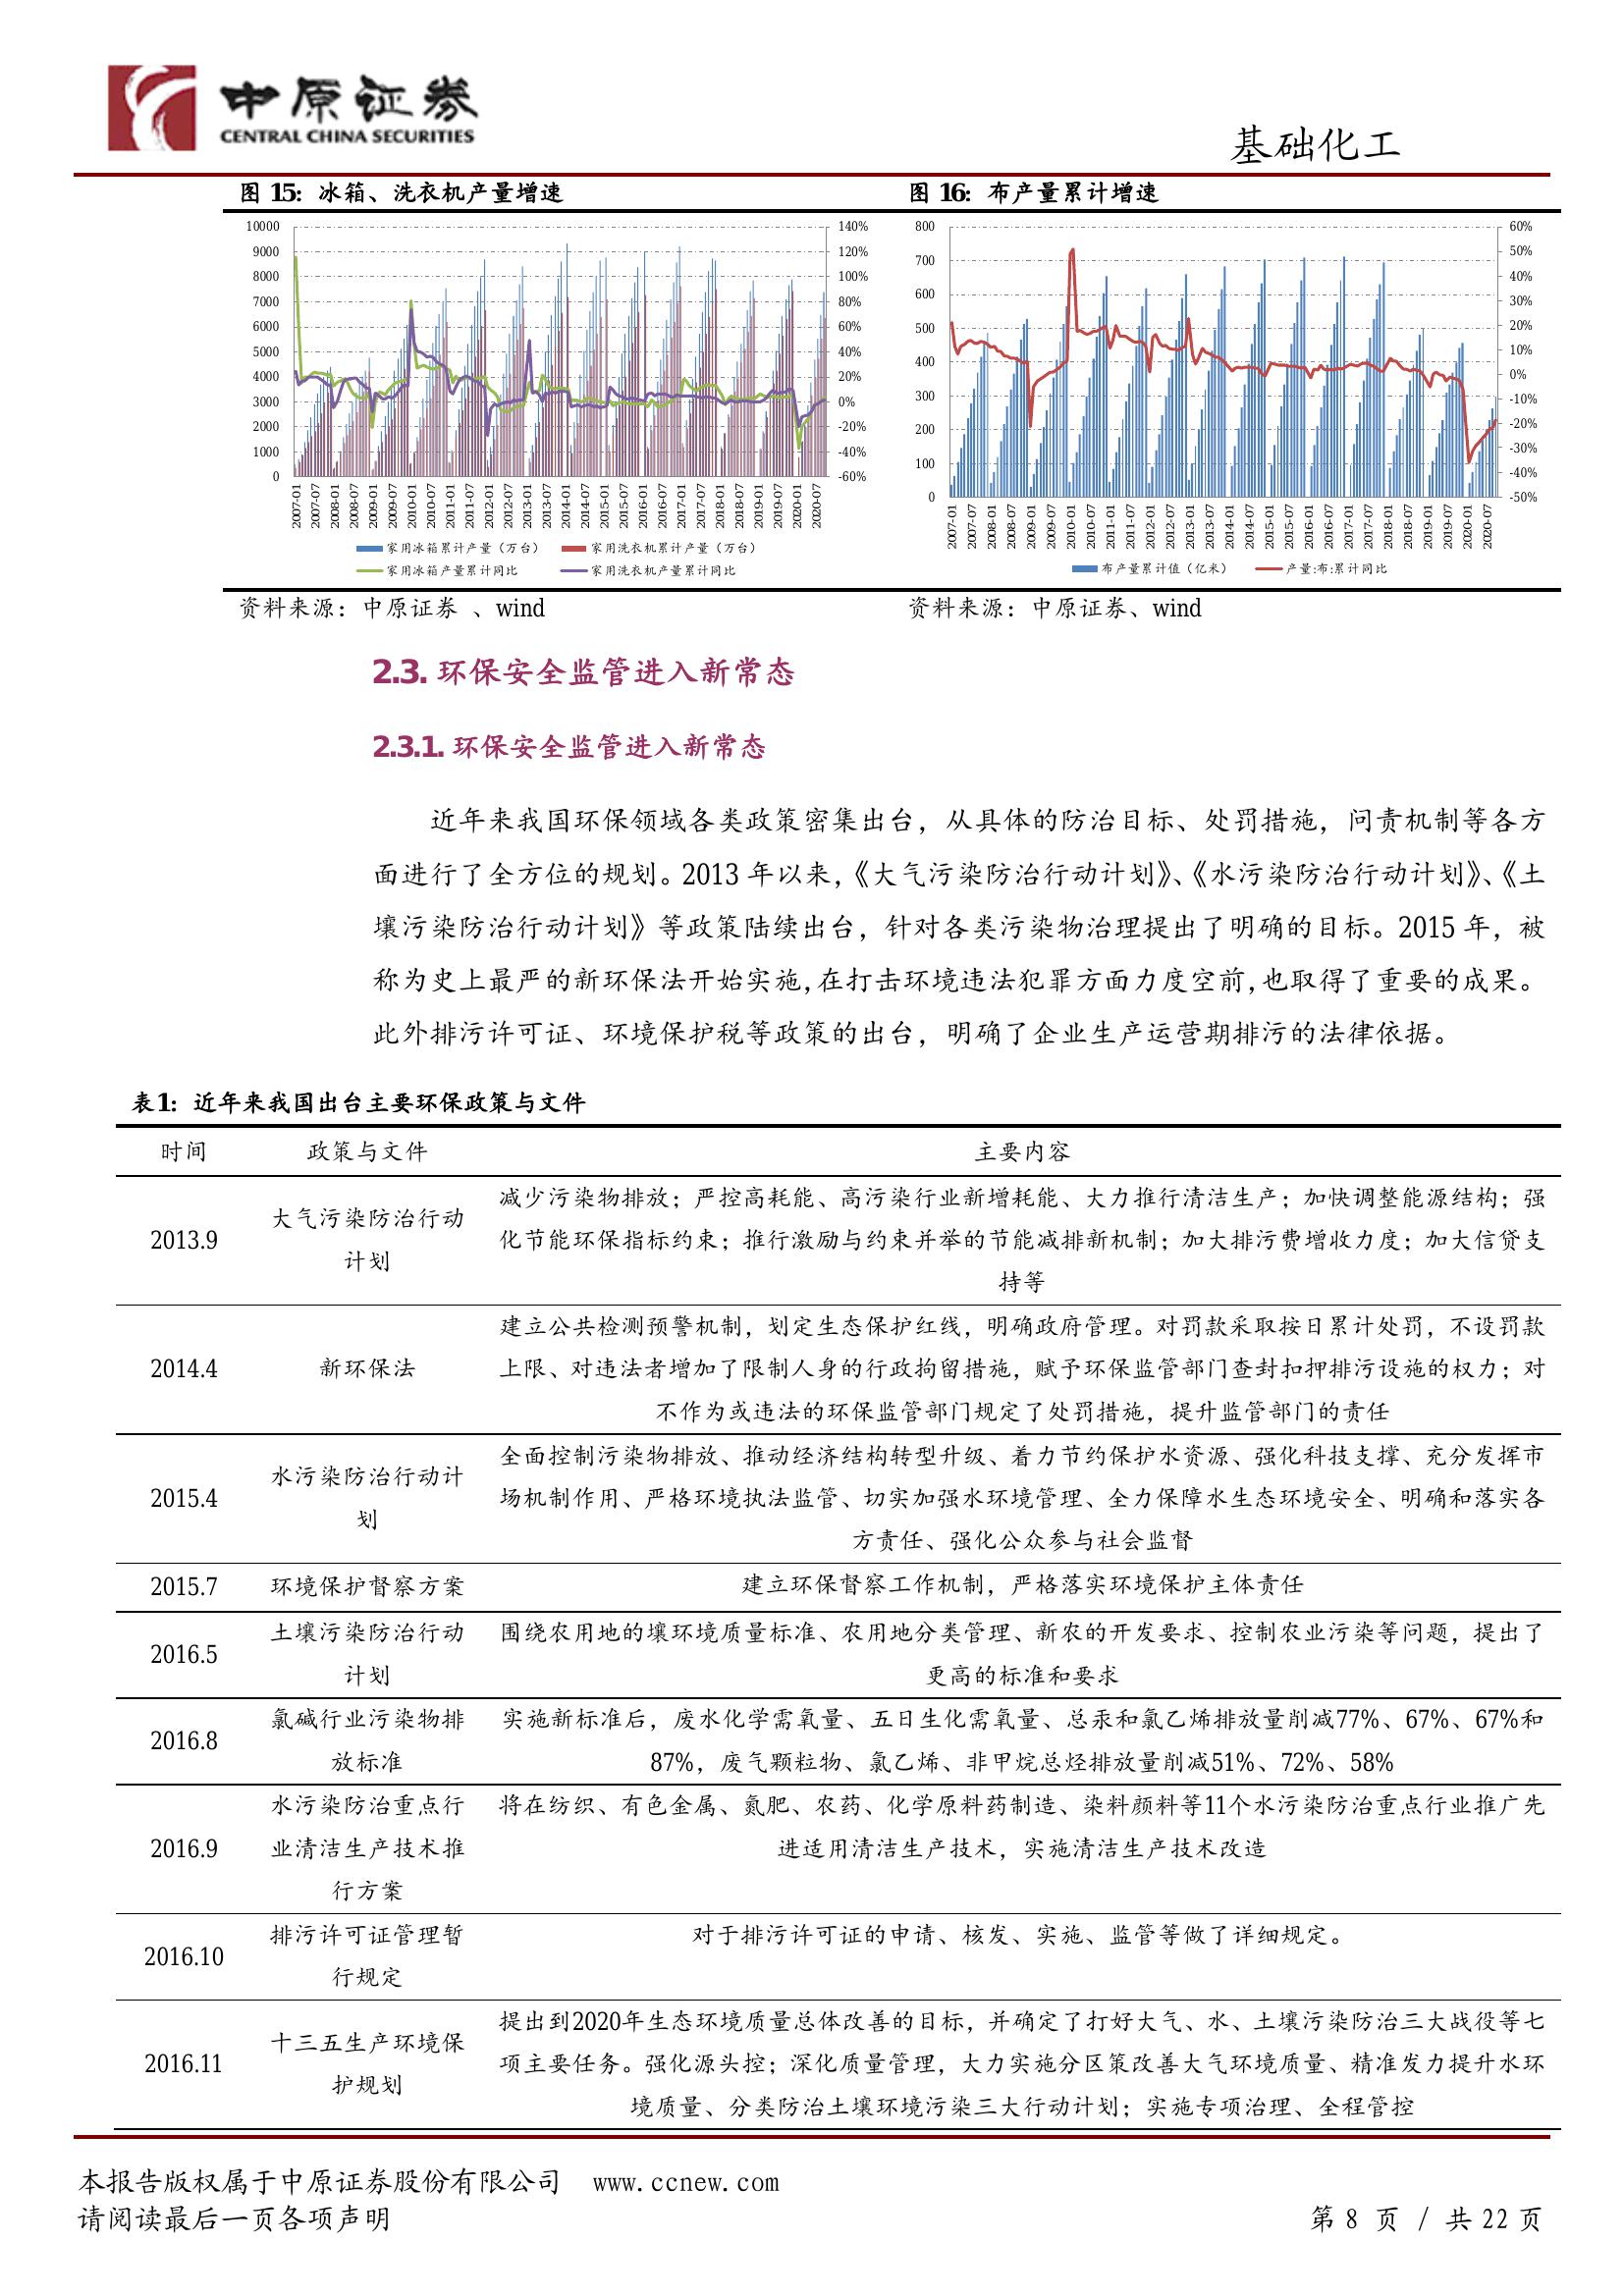 中原证券
CENTRAL CHINA SECURITIES
基础化工
图 15：冰箱、洗衣机产量增速
10000
9000
8000
7000
6000
5000
4000
3000
2000
1000
0
140%
120%
100%
80%
60%
40%
20%
0%
-20%
-40%
-60%
2007-01
2007-07
2008-01
2008-07
2009-01
2009-07
2010-01
2010-07
2011-01
2011-07
2012-01
2012-07
2013-01
2013-07
2014-01
2014-07
2015-01
2015-07
2016-01
2016-07
2017-01
2017-07
2018-01
2018-07
2019-01
2019-07
2020-01
2020-07
家用冰箱累计产量（万台） 家用洗衣机累计产量（万台）
家用冰箱产量累计同比 家用洗衣机产量累计同比
资料来源：中原证券 、wind
图 16：布产量累计增速
800
700
600
500
400
300
200
100
0
60%
50%
40%
30%
20%
10%
0%
-10%
-20%
-30%
-40%
-50%
2007-01
2007-07
2008-01
2008-07
2009-01
2009-07
2010-01
2010-07
2011-01
2011-07
2012-01
2012-07
2013-01
2013-07
2014-01
2014-07
2015-01
2015-07
2016-01
2016-07
2017-01
2017-07
2018-01
2018-07
2019-01
2019-07
2020-01
2020-07
布产量累计值（亿米） 产量:布:累计同比
资料来源：中原证券、wind
2.3. 环保安全监管进入新常态
2.3.1. 环保安全监管进入新常态
近年来我国环保领域各类政策密集出台，从具体的防治目标、处罚措施，问责机制等各方
面进行了全方位的规划。2013 年以来，《大气污染防治行动计划》、《水污染防治行动计划》、《土
壤污染防治行动计划》等政策陆续出台，针对各类污染物治理提出了明确的目标。2015 年，被
称为史上最严的新环保法开始实施，在打击环境违法犯罪方面力度空前，也取得了重要的成果。
此外排污许可证、环境保护税等政策的出台，明确了企业生产运营期排污的法律依据。
表1：近年来我国出台主要环保政策与文件
时间 政策与文件 主要内容
2013.9
大气污染防治行动
计划
减少污染物排放；严控高耗能、高污染行业新增耗能、大力推行清洁生产；加快调整能源结构；强
化节能环保指标约束；推行激励与约束并举的节能减排新机制；加大排污费增收力度；加大信贷支
持等
2014.4
新环保法
建立公共检测预警机制，划定生态保护红线，明确政府管理。对罚款采取按日累计处罚，不设罚款
上限、对违法者增加了限制人身的行政拘留措施，赋予环保监管部门查封扣押排污设施的权力；对
不作为或违法的环保监管部门规定了处罚措施，提升监管部门的责任
2015.4
水污染防治行动计
划
全面控制污染物排放、推动经济结构转型升级、着力节约保护水资源、强化科技支撑、充分发挥市
场机制作用、严格环境执法监管、切实加强水环境管理、全力保障水生态环境安全、明确和落实各
方责任、强化公众参与社会监督
2015.7
环境保护督察方案
建立环保督察工作机制，严格落实环境保护主体责任
2016.5
土壤污染防治行动
计划
围绕农用地的壤环境质量标准、农用地分类管理、新农的开发要求、控制农业污染等问题，提出了
更高的标准和要求
2016.8
氯碱行业污染物排
放标准
实施新标准后，废水化学需氧量、五日生化需氧量、总汞和氯乙烯排放量削减77%、67%、67%和
87%，废气颗粒物、氯乙烯、非甲烷总烃排放量削减51%、72%、58%
2016.9
水污染防治重点行
业清洁生产技术推
行方案
将在纺织、有色金属、氮肥、农药、化学原料药制造、染料颜料等11个水污染防治重点行业推广先
进适用清洁生产技术，实施清洁生产技术改造
2016.10
排污许可证管理暂
行规定
对于排污许可证的申请、核发、实施、监管等做了详细规定。
2016.11
十三五生产环境保
护规划
提出到2020年生态环境质量总体改善的目标，并确定了打好大气、水、土壤污染防治三大战役等七
项主要任务。强化源头控；深化质量管理，大力实施分区策改善大气环境质量、精准发力提升水环
境质量、分类防治土壤环境污染三大行动计划；实施专项治理、全程管控
本报告版权属于中原证券股份有限公司 www.ccnew.com
请阅读最后一页各项声明
第 8 页 / 共 22 页